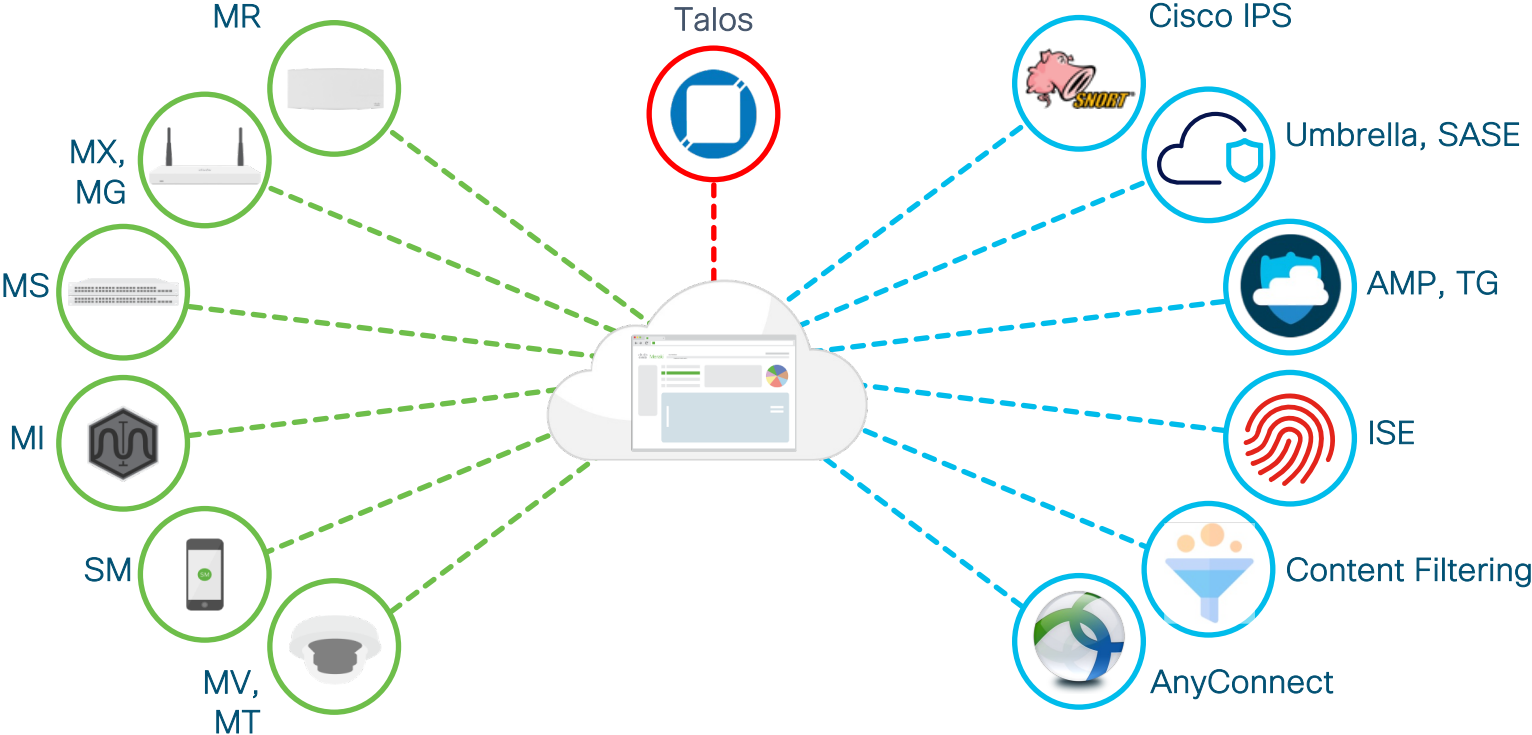 MR
Talos
Cisco IPS
SNORT
MX,
MG
Umbrella, SASE
MS
AMP, TG
MI
ISE
SM
SM
Content Filtering
MV,
MT
AnyConnect